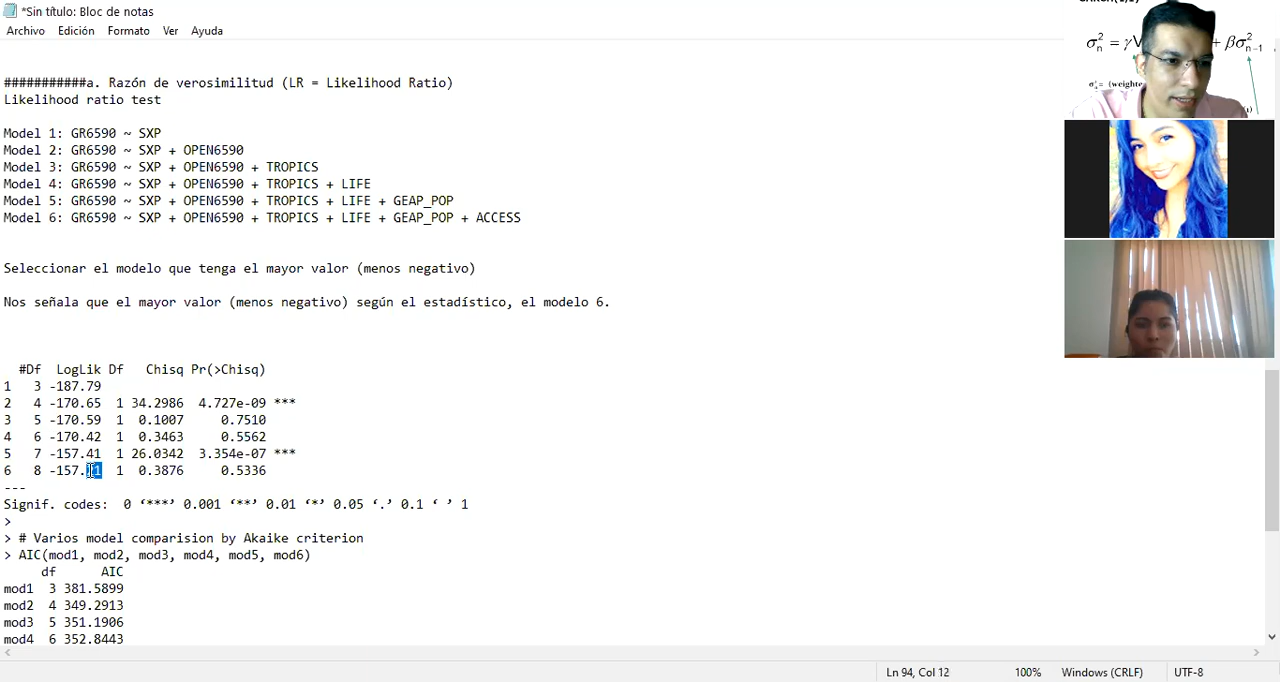 *Sin título: Bloc de notas
Archivo Edición Formato Ver Ayuda
###########a. Razón de verosimilitud (LR = Likelihood Ratio)
Likelihood ratio test
Model 1: GR6590 ~ SXP
Model 2: GR6590 ~ SXP + OPEN6590
Model 3: GR6590 ~ SXP + OPEN6590 + TROPICS
Model 4: GR6590 ~ SXP + OPEN6590 + TROPICS + LIFE
Model 5: GR6590 ~ SXP + OPEN6590 + TROPICS + LIFE + GEAP_POP
Model 6: GR6590 ~ SXP + OPEN6590 + TROPICS + LIFE + GEAP_POP + ACCESS
Seleccionar el modelo que tenga el mayor valor (menos negativo)
Nos señala que el mayor valor (menos negativo) según el estadístico, el modelo 6.
#Df LogLik Df Chisq Pr(>Chisq)
1 3 -187.79
2 4 -170.65 1 34.2986 4.727e-09 ***
3 5 -170.59 1 0.1007 0.7510
4 6 -170.42 1 0.3463 0.5562
5 7 -157.41 1 26.0342 3.354e-07 ***
6 8 -157. 1 0.3876 0.5336
---
Signif. codes: 0 ‘***’ 0.001 ‘**’ 0.01 ‘*’ 0.05 ‘.’ 0.1 ‘ ’ 1
>
> # Varios model comparision by Akaike criterion
> AIC(mod1, mod2, mod3, mod4, mod5, mod6)
df AIC
mod1 3 381.5899
mod2 4 349.2913
mod3 5 351.1906
mod4 6 352.8443
Ln 94, Col 12 100% Windows (CRLF) UTF-8
σ²n = γV + βσ²n-1
(weighte